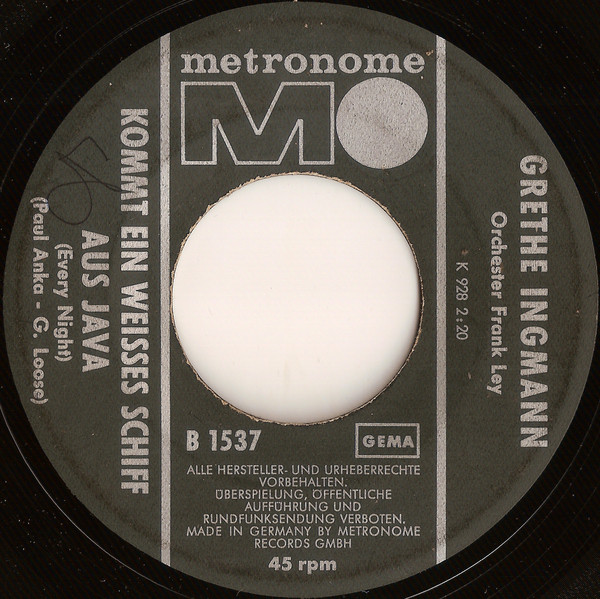 metronome
MO
GRETHE INGMANN
Orchester Frank Ley
K 928 2:20
KOMMT EIN WEISSES SCHIFF
AUS JAVA
(Every Night)
(Paul Anka - G. Loose)
B 1537
GEMA
ALLE HERSTELLER- UND URHEBERRECHTE
VORBEHALTEN.
ÜBERSPIELUNG, ÖFFENTLICHE
AUFFÜHRUNG UND
RUNDFUNKSENDUNG VERBOTEN.
MADE IN GERMANY BY METRONOME
RECORDS GMBH
45 rpm